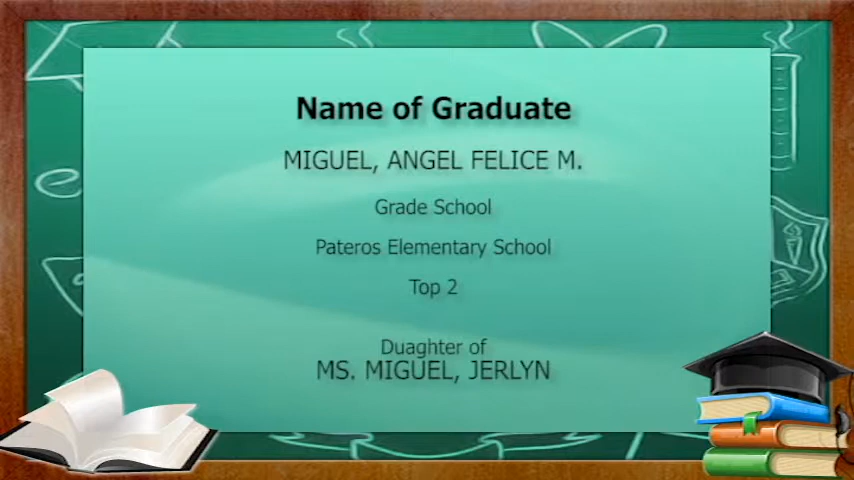 Name of Graduate
MIGUEL, ANGEL FELICE M.
Grade School
Pateros Elementary School
Top 2
Duaghter of
MS. MIGUEL, JERLYN